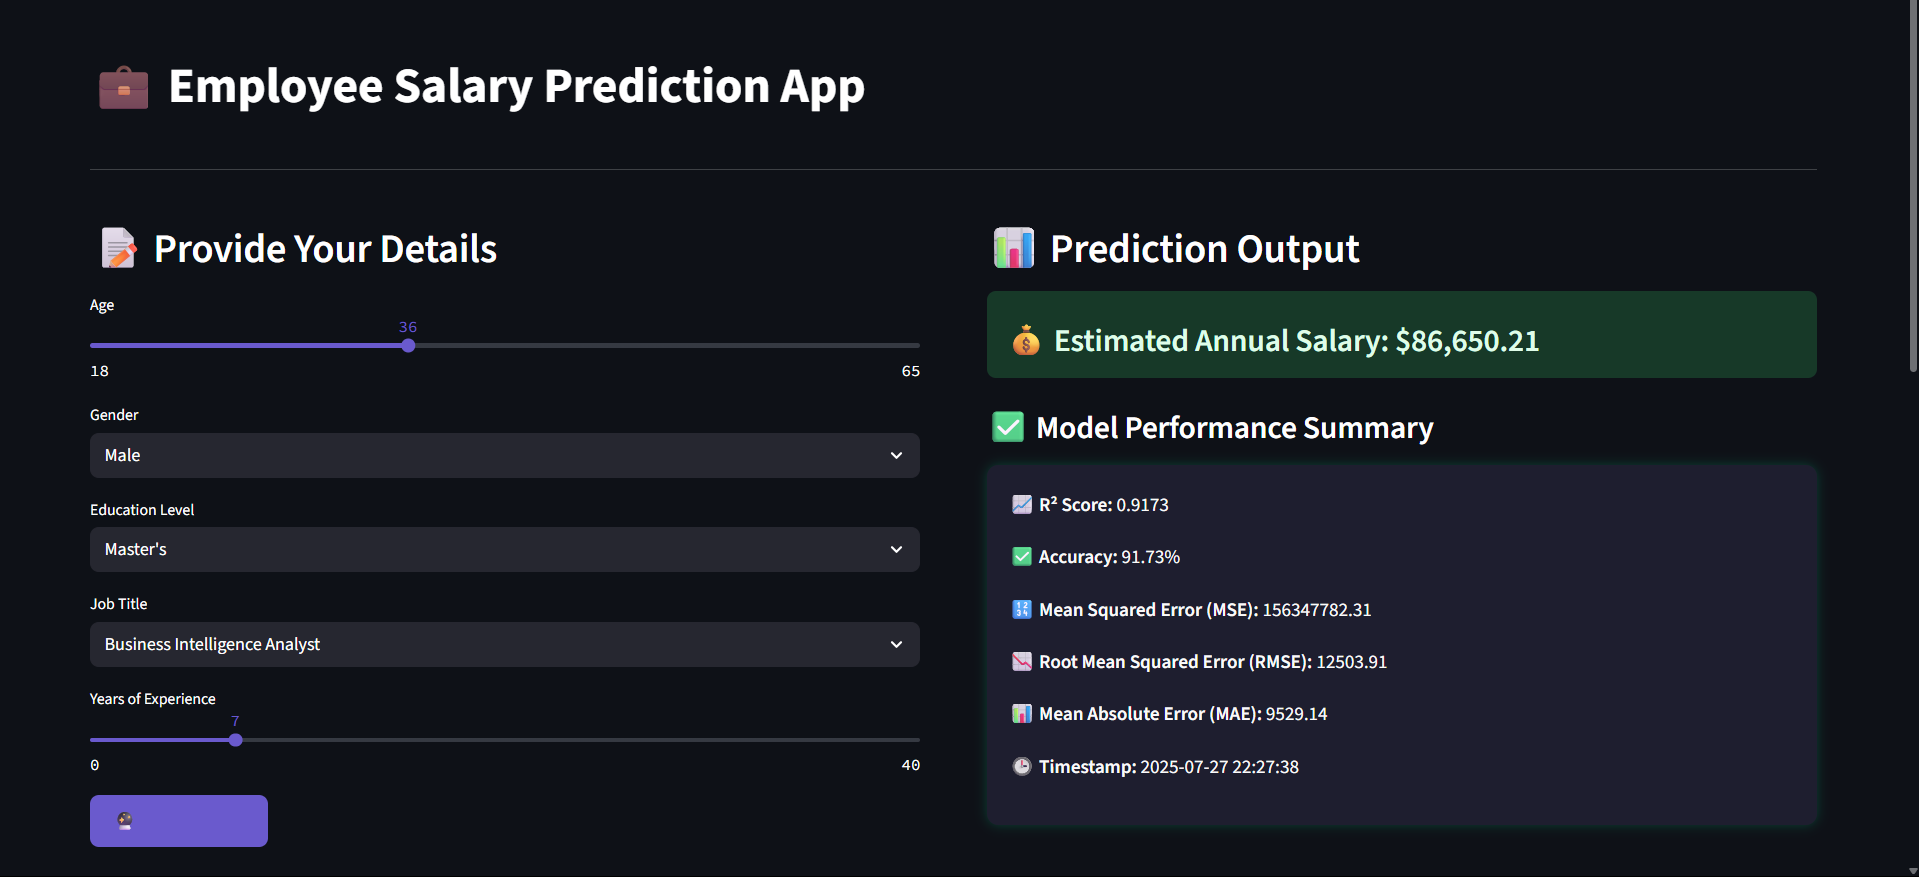 Employee Salary Prediction App
Provide Your Details
Age
36
18
65
Gender
Male
Education Level
Master's
Job Title
Business Intelligence Analyst
Years of Experience
7
0
40
Prediction Output
Estimated Annual Salary: $86,650.21
Model Performance Summary
R² Score: 0.9173
Accuracy: 91.73%
Mean Squared Error (MSE): 156347782.31
Root Mean Squared Error (RMSE): 12503.91
Mean Absolute Error (MAE): 9529.14
Timestamp: 2025-07-27 22:27:38